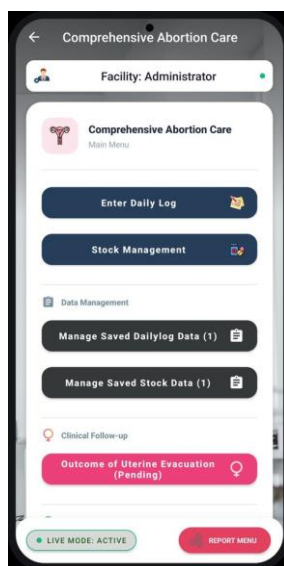 Comprehensive Abortion Care
Facility: Administrator
Comprehensive Abortion Care
Main Menu
Enter Daily Log
Stock Management
Data Management
Manage Saved Dailylog Data (1)
Manage Saved Stock Data (1)
Clinical Follow-up
Outcome of Uterine Evacuation
(Pending)
LIVE MODE: ACTIVE
REPORT MENU